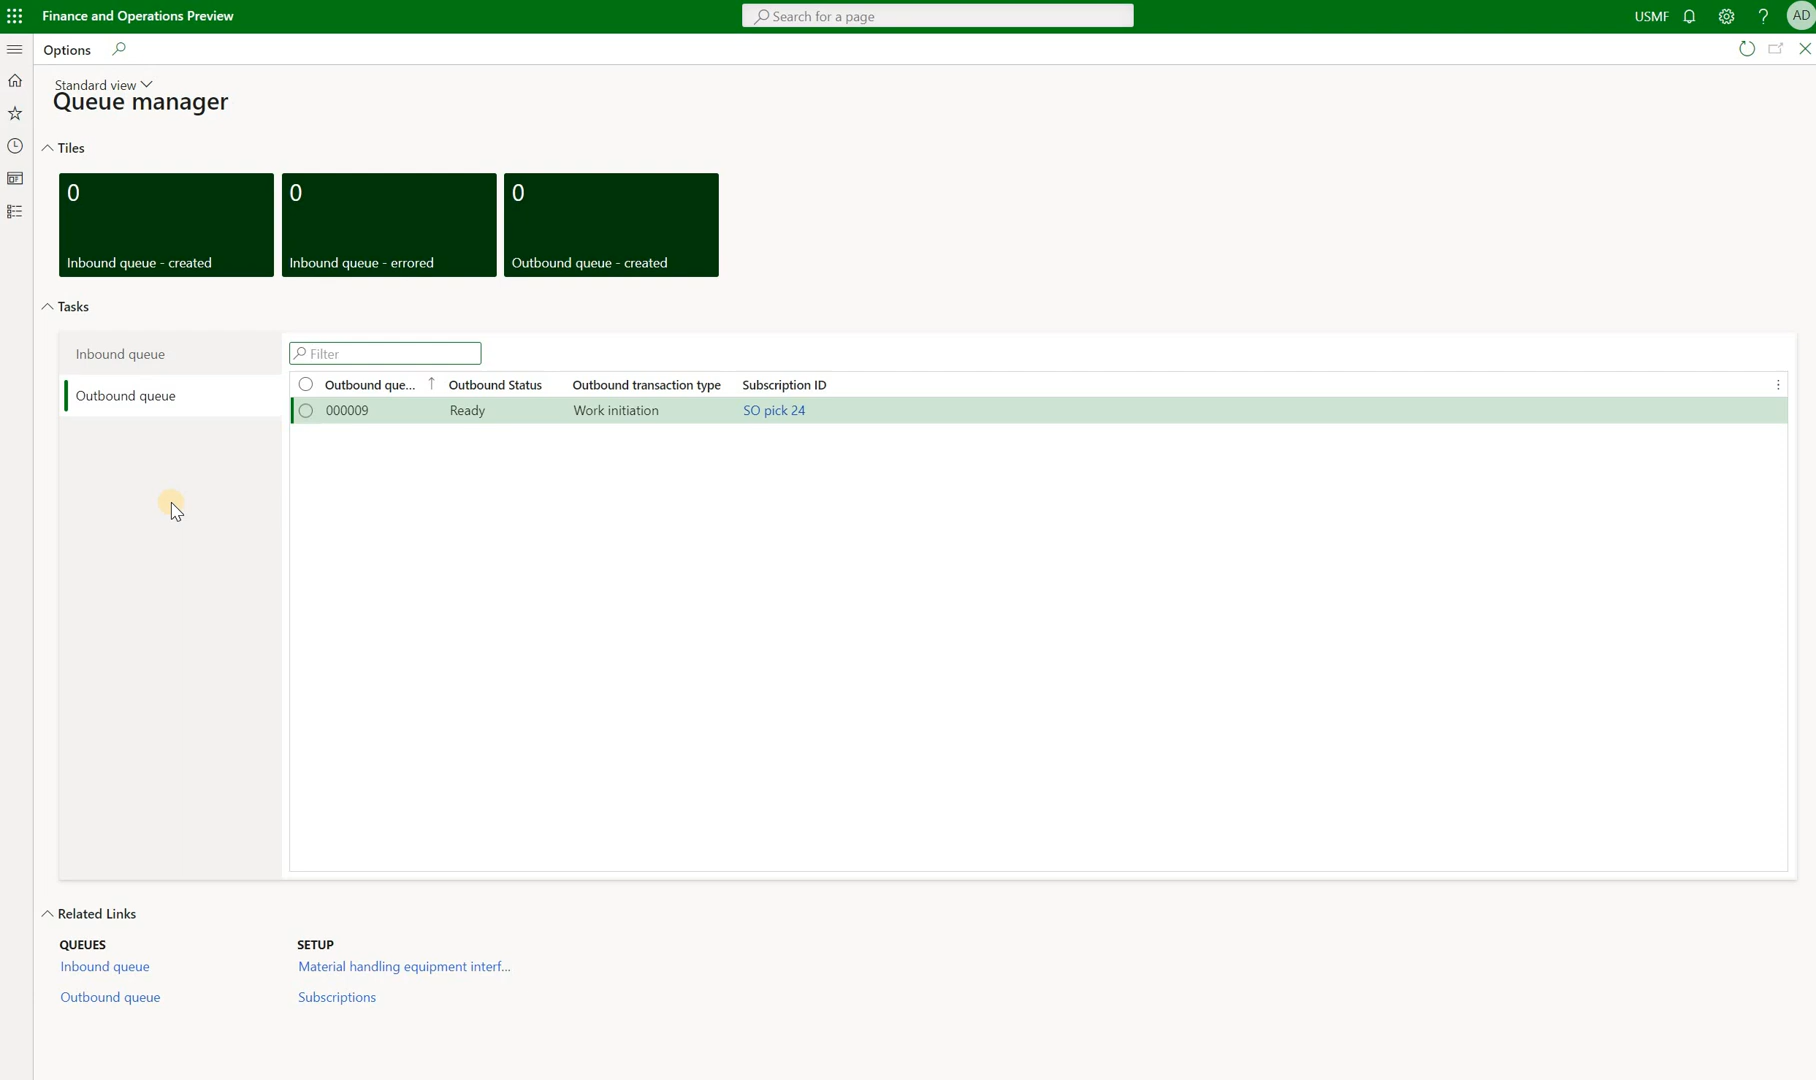 Finance and Operations Preview
Search for a page
USMF
?
AD
Options
Standard view
Queue manager
Tiles
0
0
0
Inbound queue - created
Inbound queue - errored
Outbound queue - created
Tasks
Inbound queue
Filter
Outbound queue
Outbound que... ↑ Outbound Status Outbound transaction type Subscription ID
000009 Ready Work initiation SO pick 24
Related Links
QUEUES
SETUP
Inbound queue
Material handling equipment interf...
Outbound queue
Subscriptions